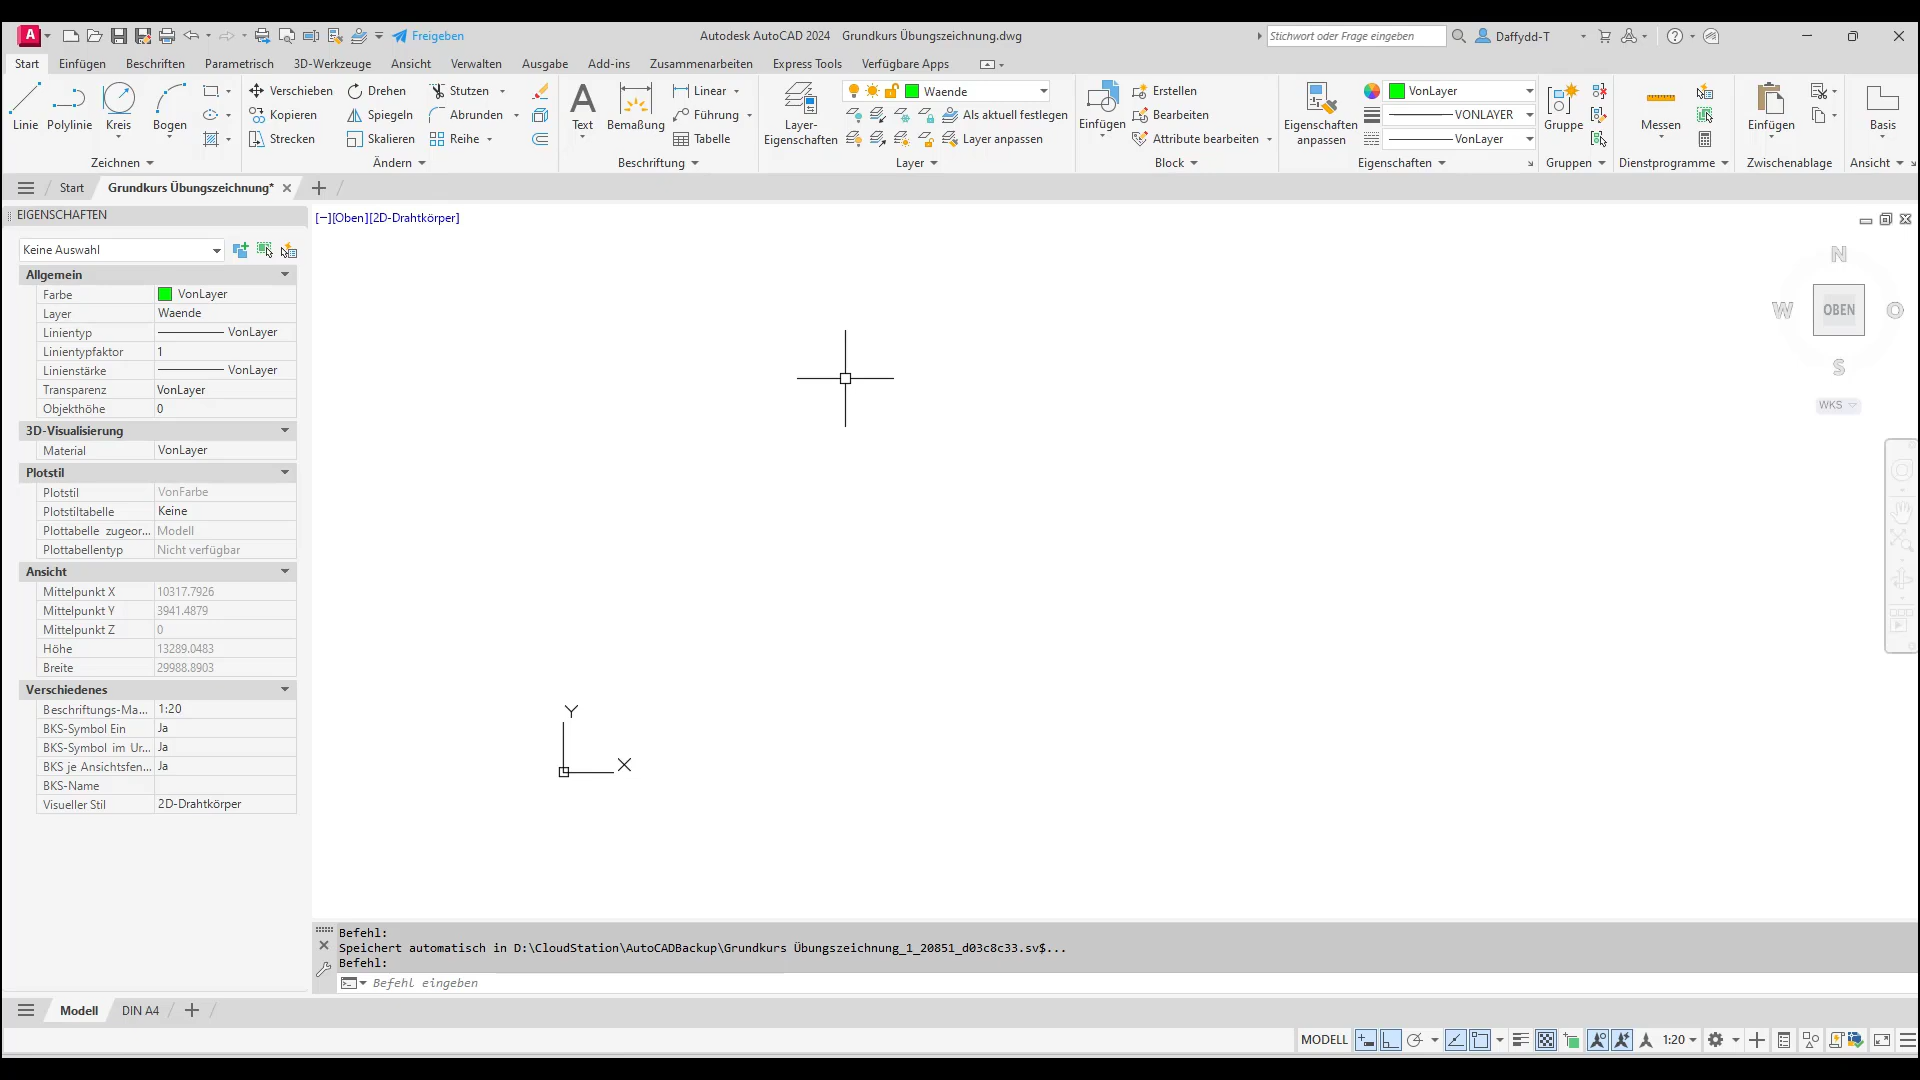 A Freigeben Autodesk AutoCAD 2024 Grundkurs Übungszeichnung.dwg Stichwort oder Frage eingeben Daffydd-T
Start Einfügen Beschriften Parametrisch 3D-Werkzeuge Ansicht Verwalten Ausgabe Add-ins Zusammenarbeiten Express Tools Verfügbare Apps
Linie Polylinie Kreis Bogen
Verschieben Drehen Stutzen
Kopieren Spiegeln Abrunden
Strecken Skalieren Reihe
A Text Bemaßung
Linear
Führung
Tabelle
Layer-
Eigenschaften
Waende
Als aktuell festlegen
Layer anpassen
Einfügen
Erstellen
Bearbeiten
Attribute bearbeiten
Eigenschaften
anpassen
VonLayer
VONLAYER
VonLayer
Gruppe
Messen
Einfügen
Basis
Zeichnen Ändern Beschriftung Layer Block Eigenschaften Gruppen Dienstprogramme Zwischenablage Ansicht
Start Grundkurs Übungszeichnung*
EIGENSCHAFTEN
Keine Auswahl
Allgemein
Farbe VonLayer
Layer Waende
Linientyp VonLayer
Linientypfaktor 1
Linienstärke VonLayer
Transparenz VonLayer
Objekthöhe 0
3D-Visualisierung
Material VonLayer
Plotstil
Plotstil VonFarbe
Plotstiltabelle Keine
Plottabelle zugeor... Modell
Plottabellentyp Nicht verfügbar
Ansicht
Mittelpunkt X 10317.7926
Mittelpunkt Y 3941.4879
Mittelpunkt Z 0
Höhe 13289.0483
Breite 29988.8903
Verschiedenes
Beschriftungs-Ma... 1:20
BKS-Symbol Ein Ja
BKS-Symbol im Ur... Ja
BKS je Ansichtsfen... Ja
BKS-Name
Visueller Stil 2D-Drahtkörper
[−][Oben][2D-Drahtkörper]
N
W OBEN O
S
WKS
Y
X
Befehl:
Speichert automatisch in D:\CloudStation\AutoCADBackup\Grundkurs Übungszeichnung_1_20851_d03c8c33.sv$...
Befehl:
Befehl eingeben
Modell DIN A4
MODELL 1:20